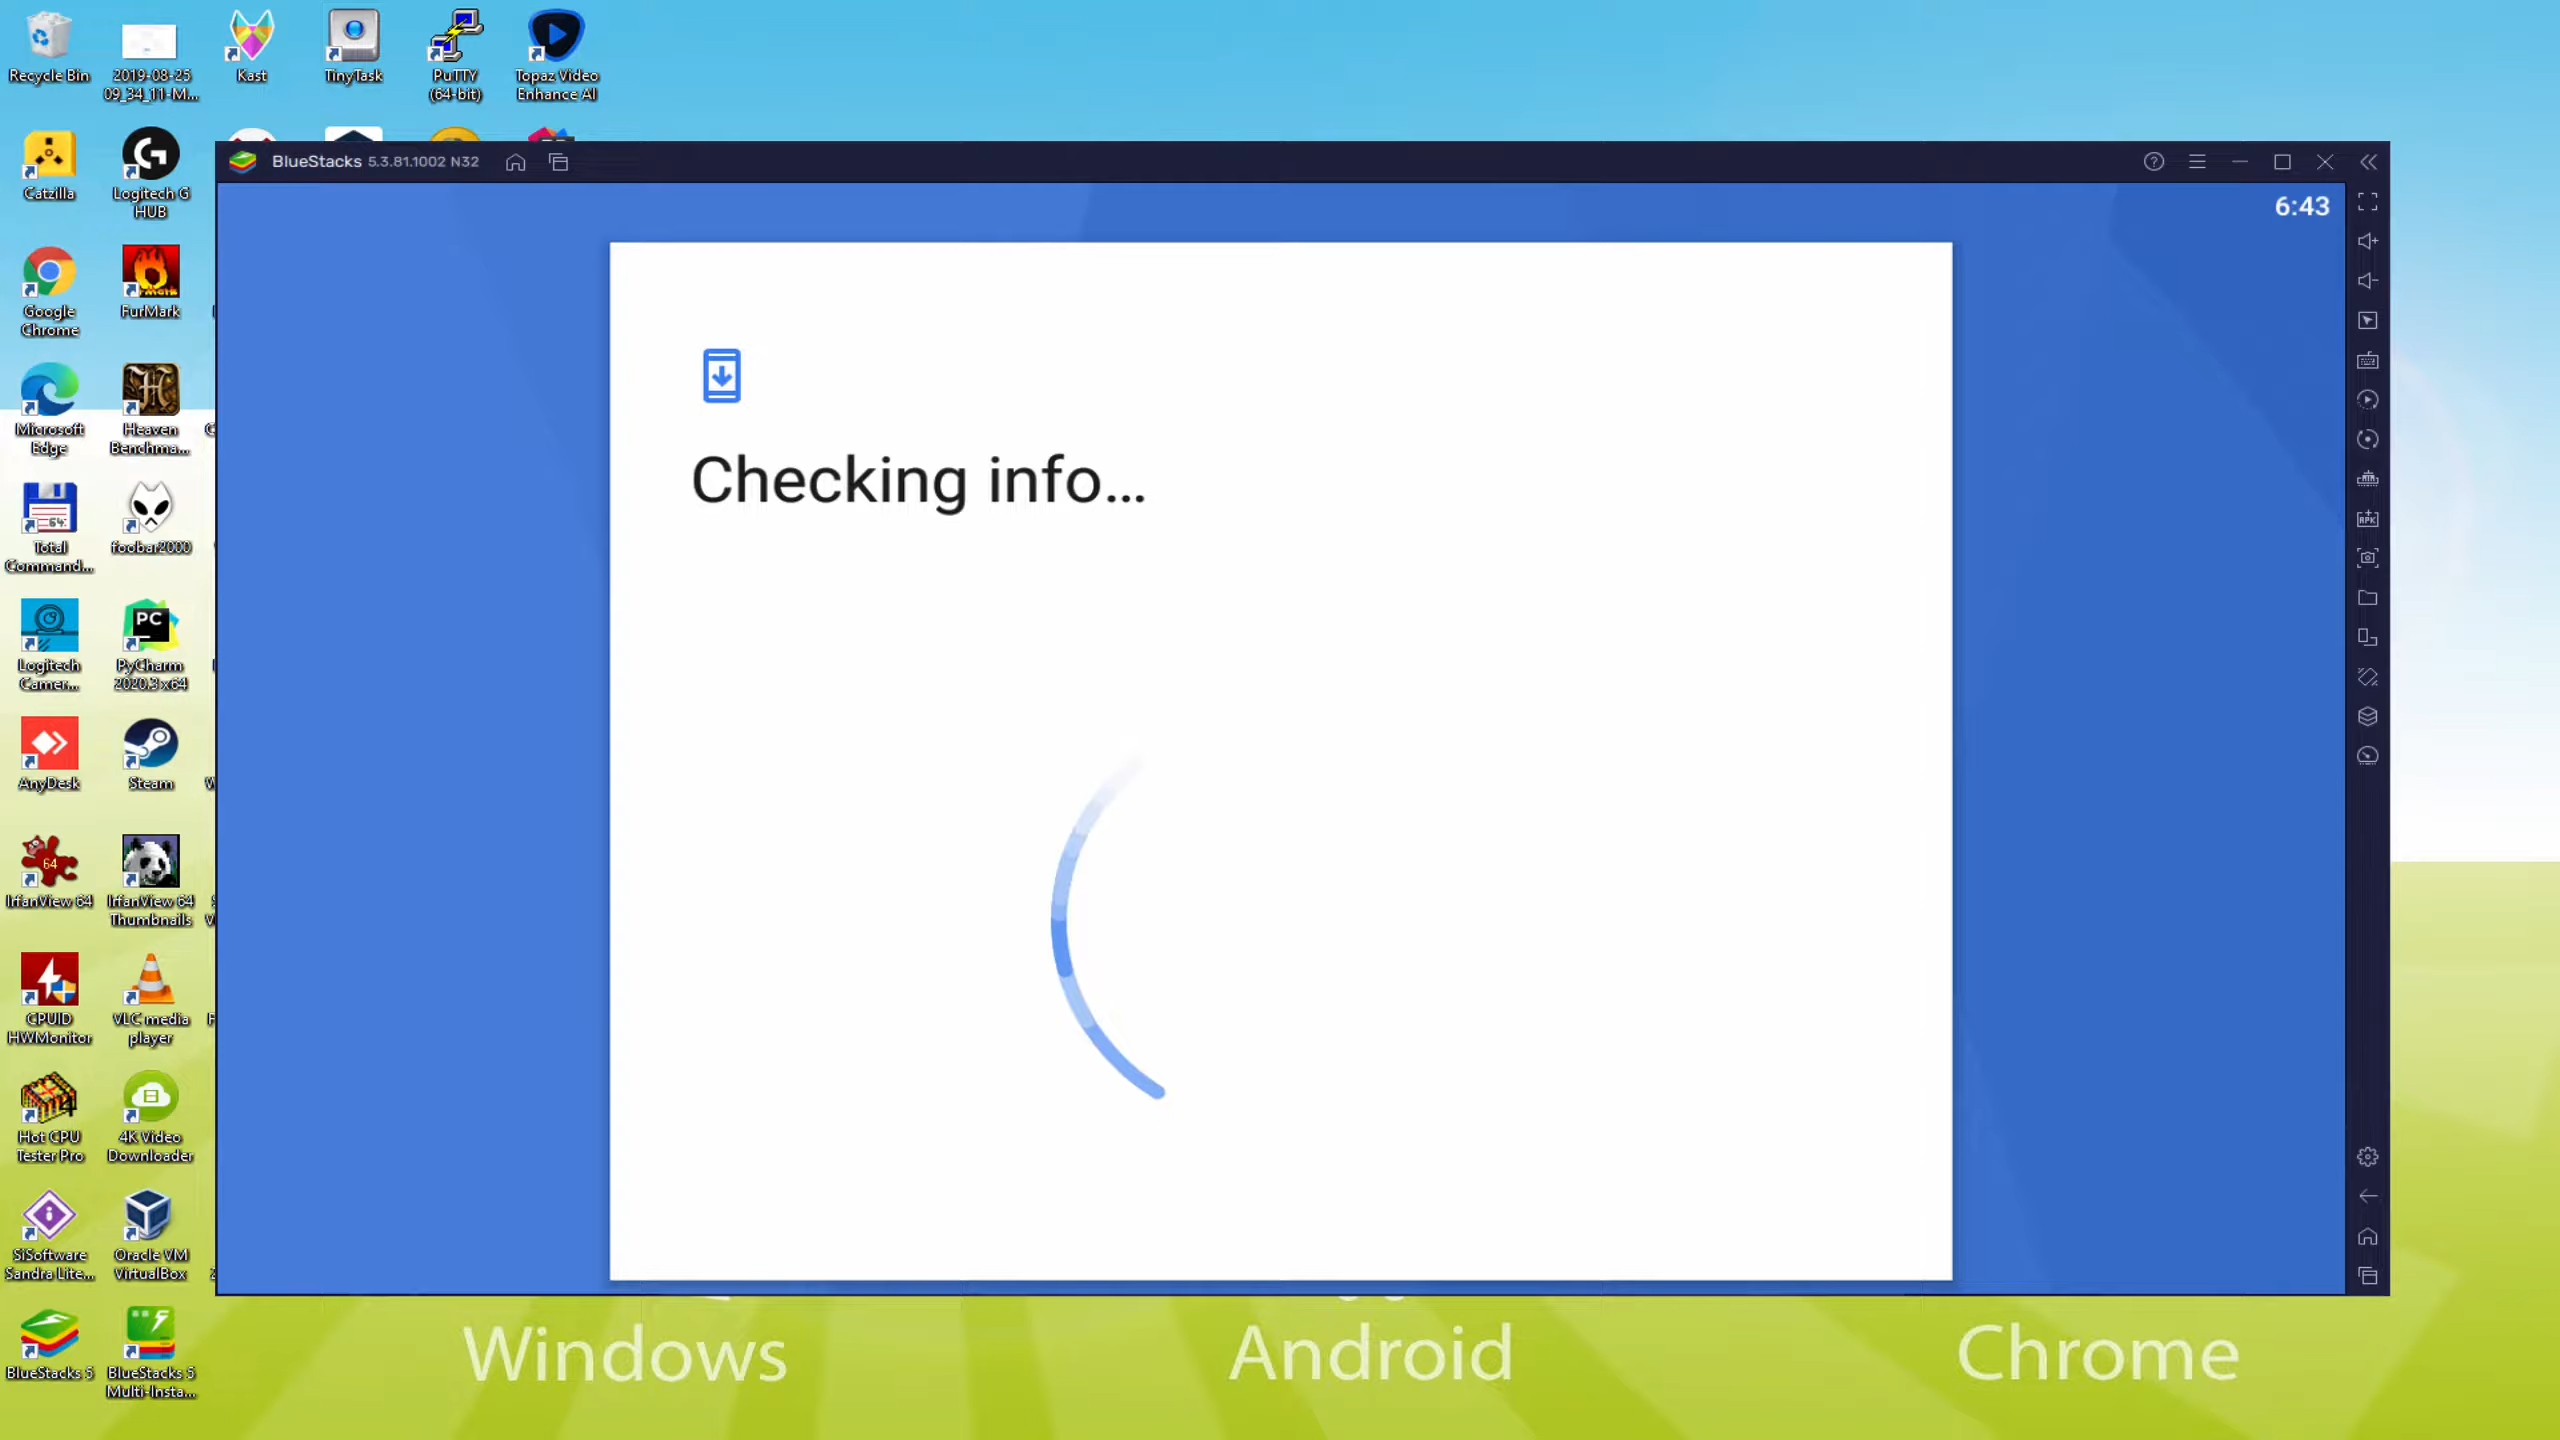 Recycle Bin
2019-08-25
09_34_11-M...
Kast
TinyTask
PuTTY
(64-bit)
Topaz Video
Enhance AI
Catzilla
Logitech G
HUB
Google
Chrome
FurMark
Microsoft
Edge
Heaven
Benchma...
Total
Command...
foobar2000
Logitech
Camer...
PC
PyCharm
2020.3 x64
AnyDesk
Steam
64
IrfanView 64
IrfanView 64
Thumbnails
CPUID
HWMonitor
VLC media
player
Hot CPU
Tester Pro
4K Video
Downloader
SiSoftware
Sandra Lite...
Oracle VM
VirtualBox
BlueStacks 5
BlueStacks 5
Multi-Insta...
BlueStacks 5.3.81.1002 N32
6:43
Checking info...
Windows
Android
Chrome